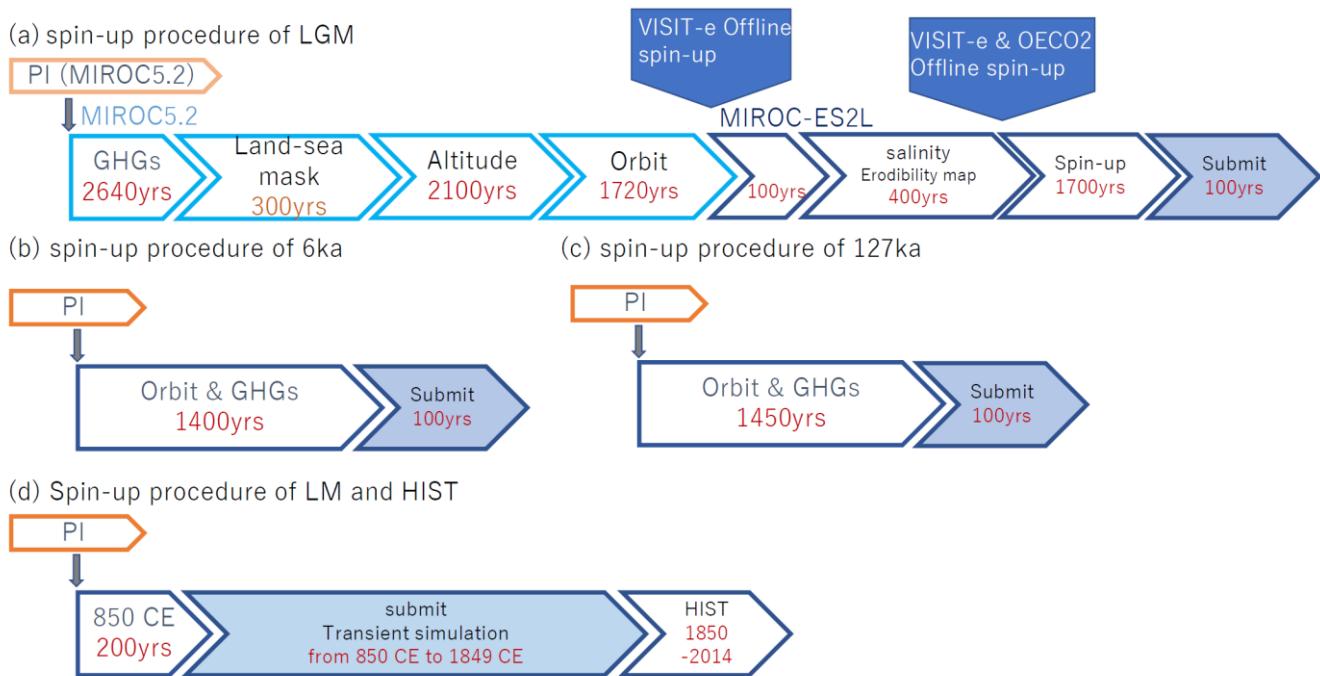 (a) spin-up procedure of LGM
VISIT-e Offline
spin-up
VISIT-e & OECO2
Offline spin-up
PI (MIROC5.2)
MIROC5.2
MIROC-ES2L
GHGs
2640yrs
Land-sea
mask
300yrs
Altitude
2100yrs
Orbit
1720yrs
100yrs
salinity
Erodibility map
400yrs
Spin-up
1700yrs
Submit
100yrs
(b) spin-up procedure of 6ka
PI
Orbit & GHGs
1400yrs
Submit
100yrs
(c) spin-up procedure of 127ka
PI
Orbit & GHGs
1450yrs
Submit
100yrs
(d) Spin-up procedure of LM and HIST
PI
850 CE
200yrs
submit
Transient simulation
from 850 CE to 1849 CE
HIST
1850
-2014